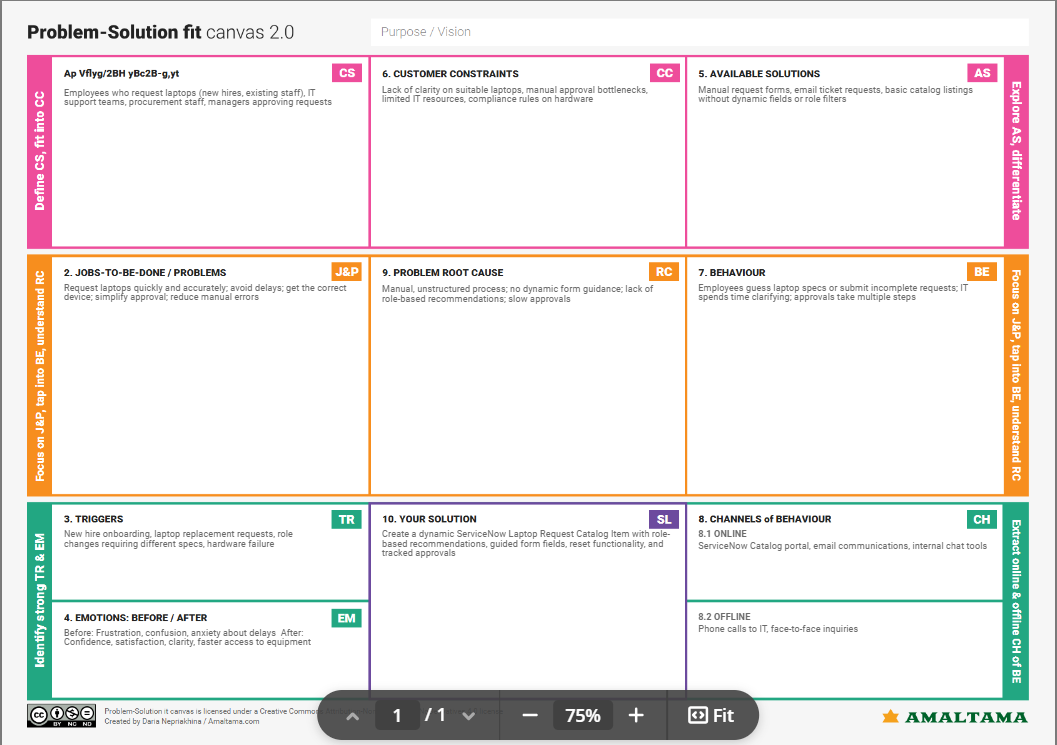 Problem-Solution fit canvas 2.0
Purpose / Vision
Define CS, fit into CC
Ap Vflyg/2BH yBc2B-g,yt
CS
Employees who request laptops (new hires, existing staff), IT
support teams, procurement staff, managers approving requests
6. CUSTOMER CONSTRAINTS
CC
Lack of clarity on suitable laptops, manual approval bottlenecks,
limited IT resources, compliance rules on hardware
5. AVAILABLE SOLUTIONS
AS
Manual request forms, email ticket requests, basic catalog listings
without dynamic fields or role filters
Explore AS, differentiate
Focus on J&P, tap into BE, understand RC
2. JOBS-TO-BE-DONE / PROBLEMS
J&P
Request laptops quickly and accurately; avoid delays; get the correct
device; simplify approval; reduce manual errors
9. PROBLEM ROOT CAUSE
RC
Manual, unstructured process; no dynamic form guidance; lack of
role-based recommendations; slow approvals
7. BEHAVIOUR
BE
Employees guess laptop specs or submit incomplete requests; IT
spends time clarifying; approvals take multiple steps
Focus on J&P, tap into BE, understand RC
Identify strong TR & EM
3. TRIGGERS
TR
New hire onboarding, laptop replacement requests, role
changes requiring different specs, hardware failure
4. EMOTIONS: BEFORE / AFTER
EM
Before: Frustration, confusion, anxiety about delays After:
Confidence, satisfaction, clarity, faster access to equipment
10. YOUR SOLUTION
SL
Create a dynamic ServiceNow Laptop Request Catalog Item with role-
based recommendations, guided form fields, reset functionality, and
tracked approvals
8. CHANNELS of BEHAVIOUR
CH
8.1 ONLINE
ServiceNow Catalog portal, email communications, internal chat tools
8.2 OFFLINE
Phone calls to IT, face-to-face inquiries
Extract online & offline CH of BE
cc
BY NC ND
Problem-Solution it canvas is licensed under a Creative Commons
Created by Daria Nepriakhina / Amaltama.com
1 / 1
75%
Fit
AMALTAMA